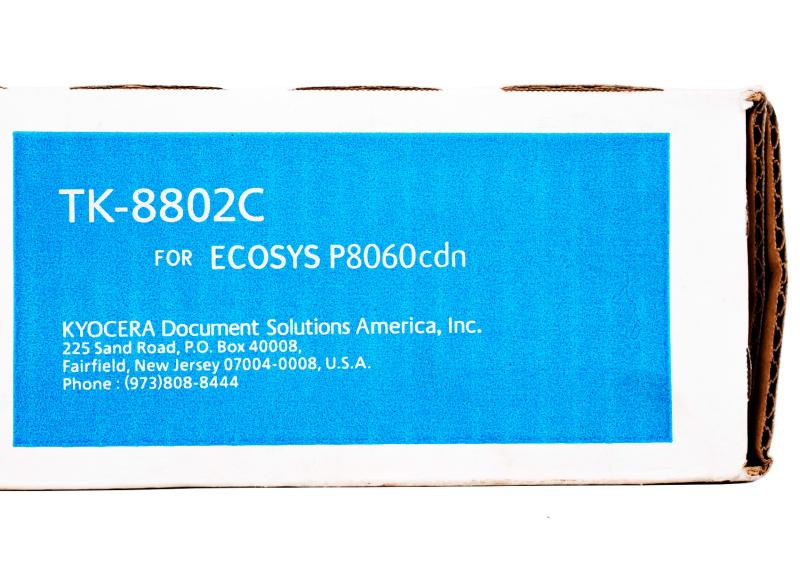 TK-8802C
FOR ECOSYS P8060cdn
KYOCERA Document Solutions America, Inc.
225 Sand Road, P.O. Box 40008,
Fairfield, New Jersey 07004-0008, U.S.A.
Phone : (973)808-8444